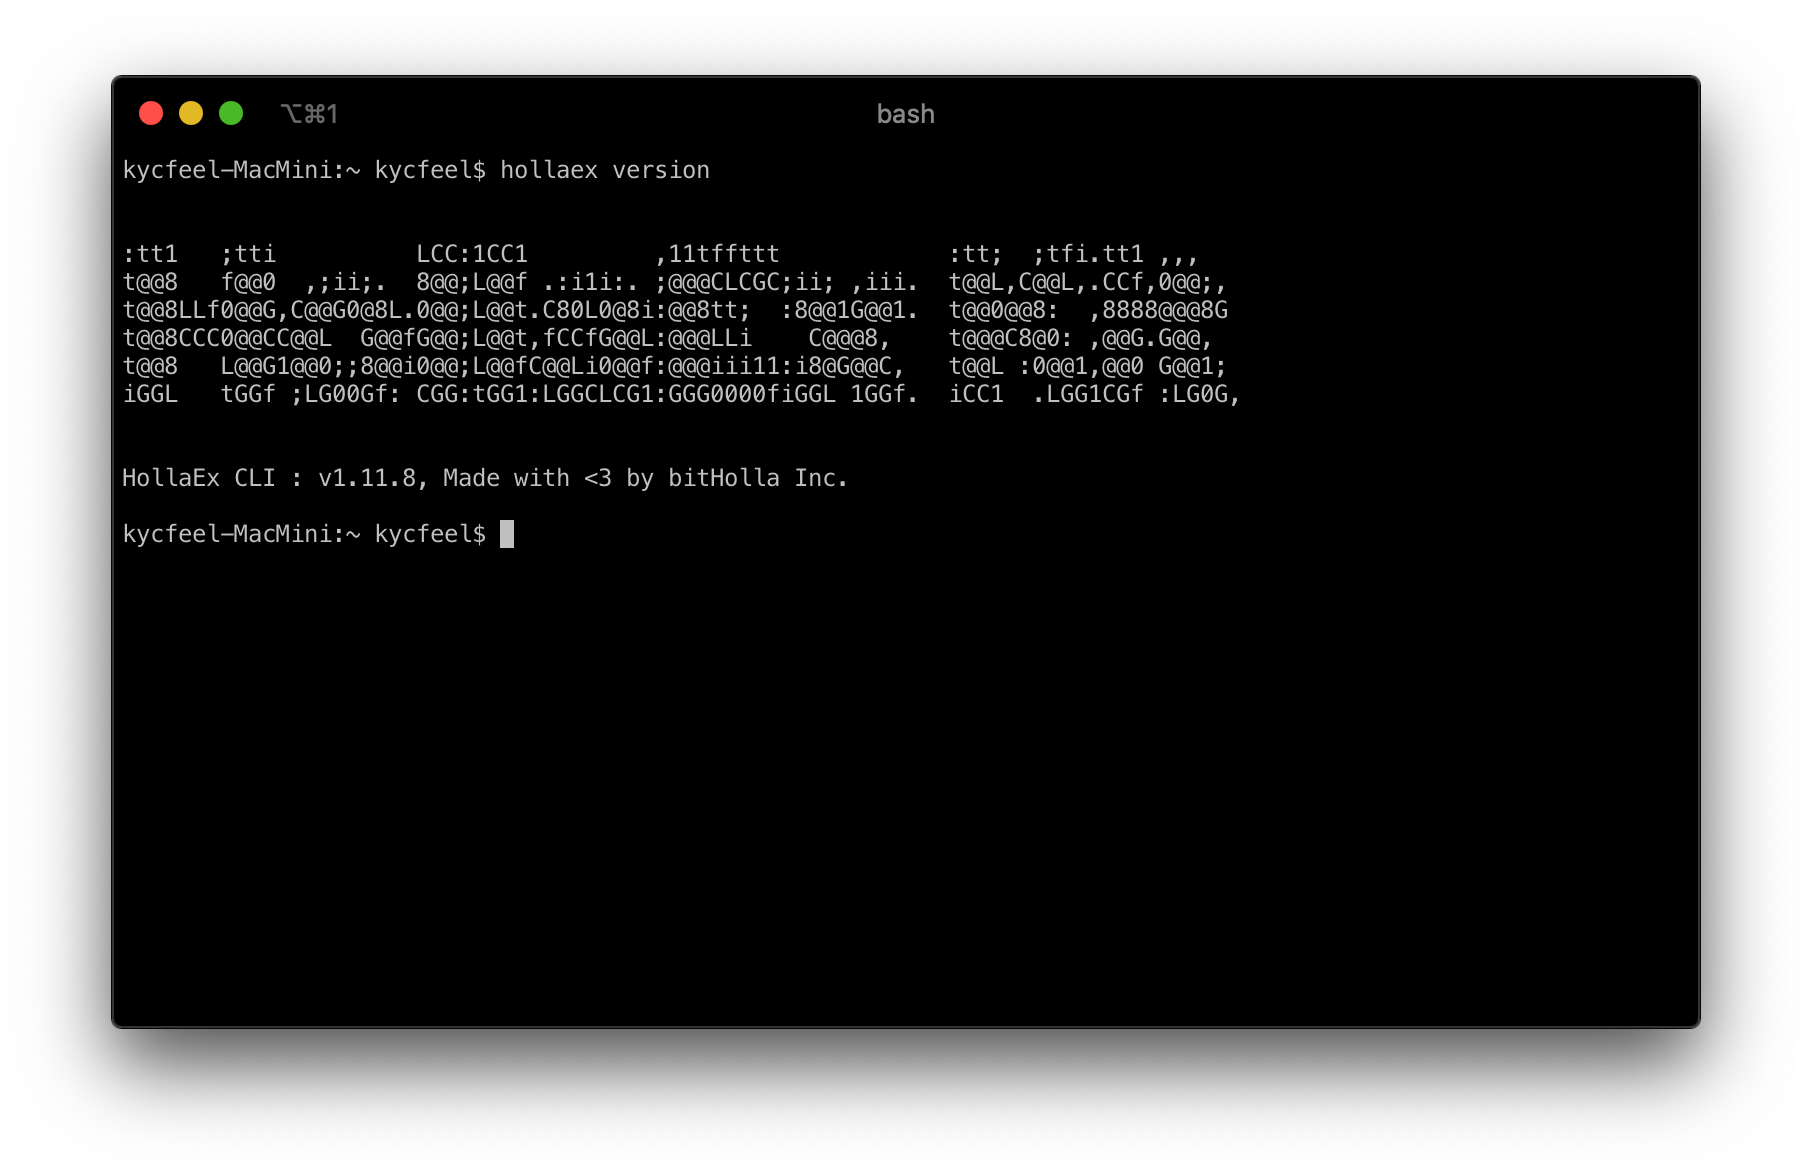 ⌥⌘1 bash
kycfeel-MacMini:~ kycfeel$ hollaex version
:tt1   ;tti          LCC:1CC1         ,11tffttt            :tt;  ;tfi.tt1 ,,,
t@@8   f@@0  ,;ii;.  8@@;L@@f .:i1i:. ;@@@CLCGC;ii; ,iii.  t@@L,C@@L,.CCf,0@@;,
t@@8LLf0@@G,C@@G0@8L.0@@;L@@t.C80L0@8i:@@8tt;  :8@@1G@@1.  t@@0@@8:  ,8888@@@8G
t@@8CCC0@@CC@@L  G@@fG@@;L@@t,fCCfG@@L:@@@LLi    C@@@8,    t@@@C8@0: ,@@G.G@@,
t@@8   L@@G1@@0;;8@@i0@@;L@@fC@@Li0@@f:@@@iii11:i8@G@@C,   t@@L :0@@1,@@0 G@@1;
iGGL   tGGf ;LG00Gf: CGG:tGG1:LGGCLCG1:GGG0000fiGGL 1GGf.  iCC1  .LGG1CGf :LG0G,
HollaEx CLI : v1.11.8, Made with <3 by bitHolla Inc.
kycfeel-MacMini:~ kycfeel$